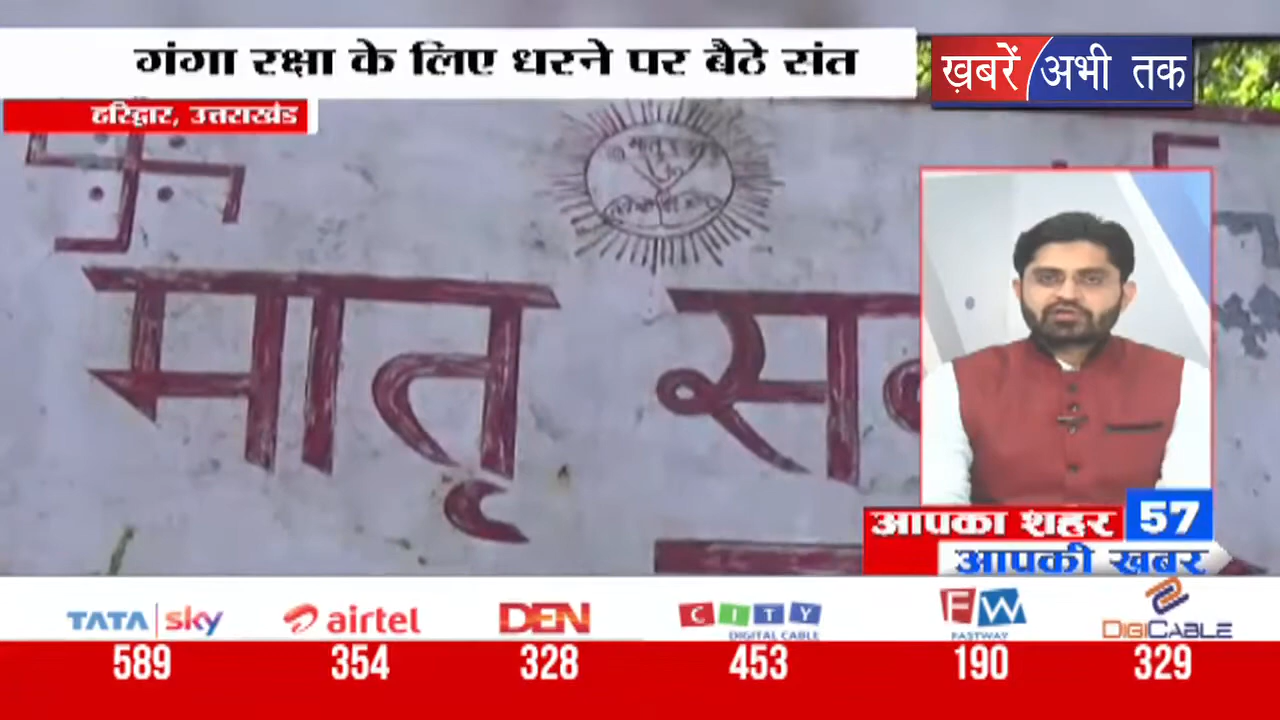 गंगा रक्षा के लिए धरने पर बैठे संत
ख़बरें अभी तक
हरिद्वार, उत्तराखंड
मातृ
आपका शहर 57
आपकी खबर
TATA sky airtel DEN CITY FW DIGICABLE
DIGITAL CABLE FASTWAY
589 354 328 453 190 329